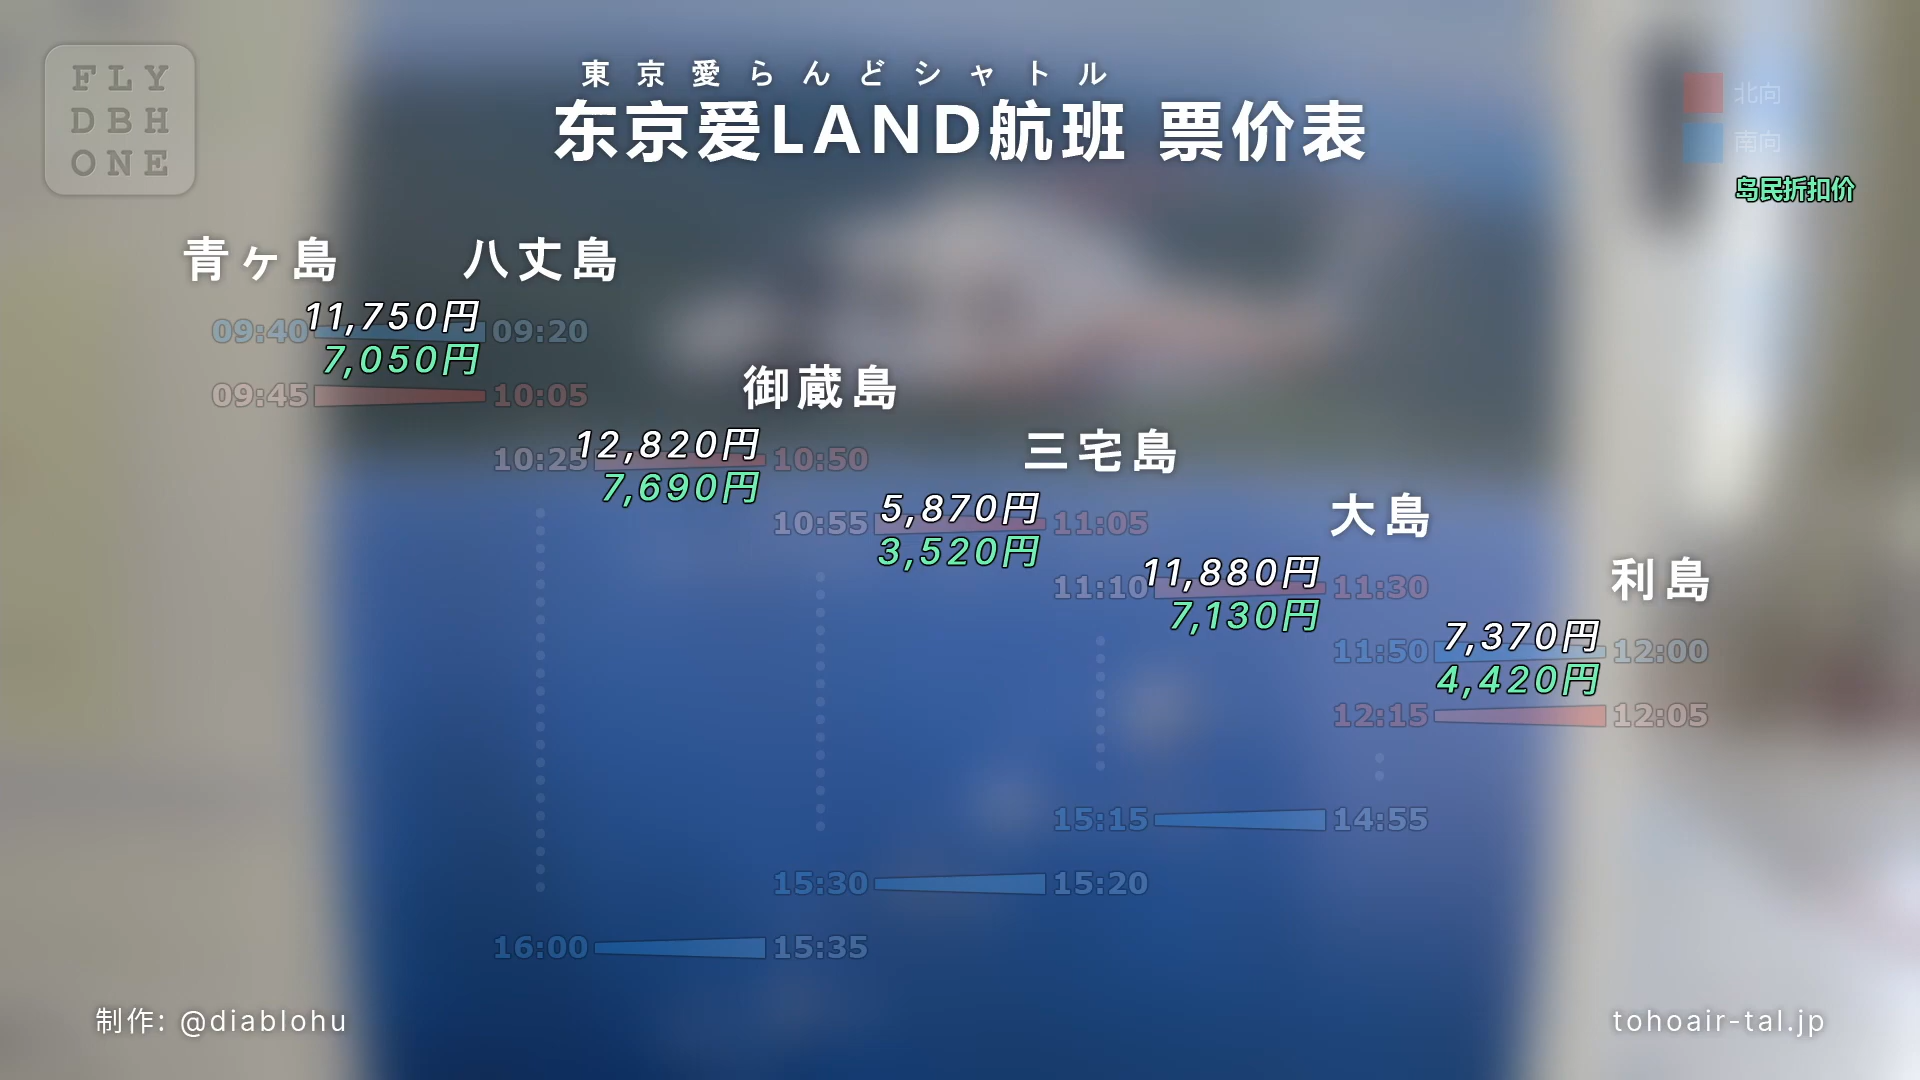 FLY
DBH
ONE
東京愛らんどシャトル
东京爱LAND航班 票价表
北向
南向
岛民折扣价
青ヶ島 八丈島
11,750円
09:40 09:20
7,050円
09:45 10:05
御蔵島
12,820円
10:25 10:50
7,690円
三宅島
5,870円
10:55 11:05
3,520円
大島
11,880円
11:10 11:30
7,130円
利島
7,370円
11:50 12:00
4,420円
12:15 12:05
15:15 14:55
15:30 15:20
16:00 15:35
制作: @diablohu
tohoair-tal.jp